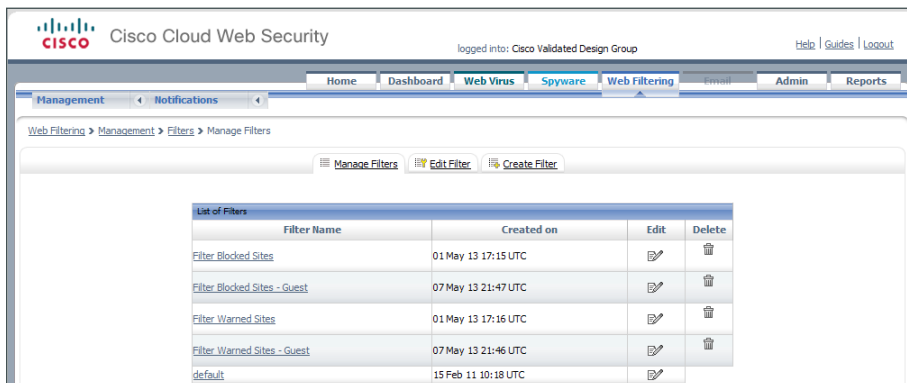 CISCO Cisco Cloud Web Security
logged into: Cisco Validated Design Group
Help | Guides | Logout
Home Dashboard Web Virus Spyware Web Filtering Email Admin Reports
Management Notifications
Web Filtering > Management > Filters > Manage Filters
Manage Filters Edit Filter Create Filter
List of Filters
Filter Name Created on Edit Delete
Filter Blocked Sites 01 May 13 17:15 UTC
Filter Blocked Sites - Guest 07 May 13 21:47 UTC
Filter Warned Sites 01 May 13 17:16 UTC
Filter Warned Sites - Guest 07 May 13 21:46 UTC
default 15 Feb 11 10:18 UTC